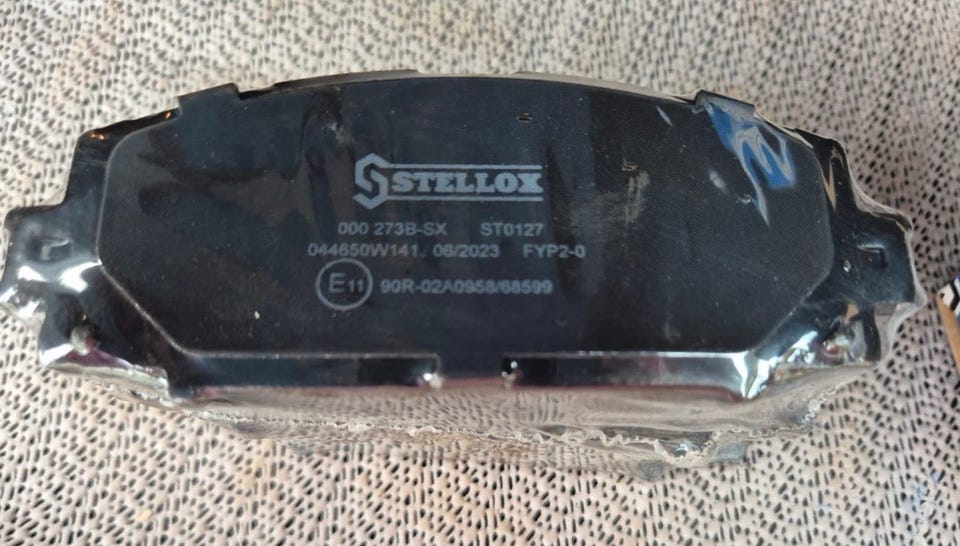 STELLOX
000 273B-SX ST0127
044650W141. 06/2023 FYP2-0
E11 90R-02A0958/68599